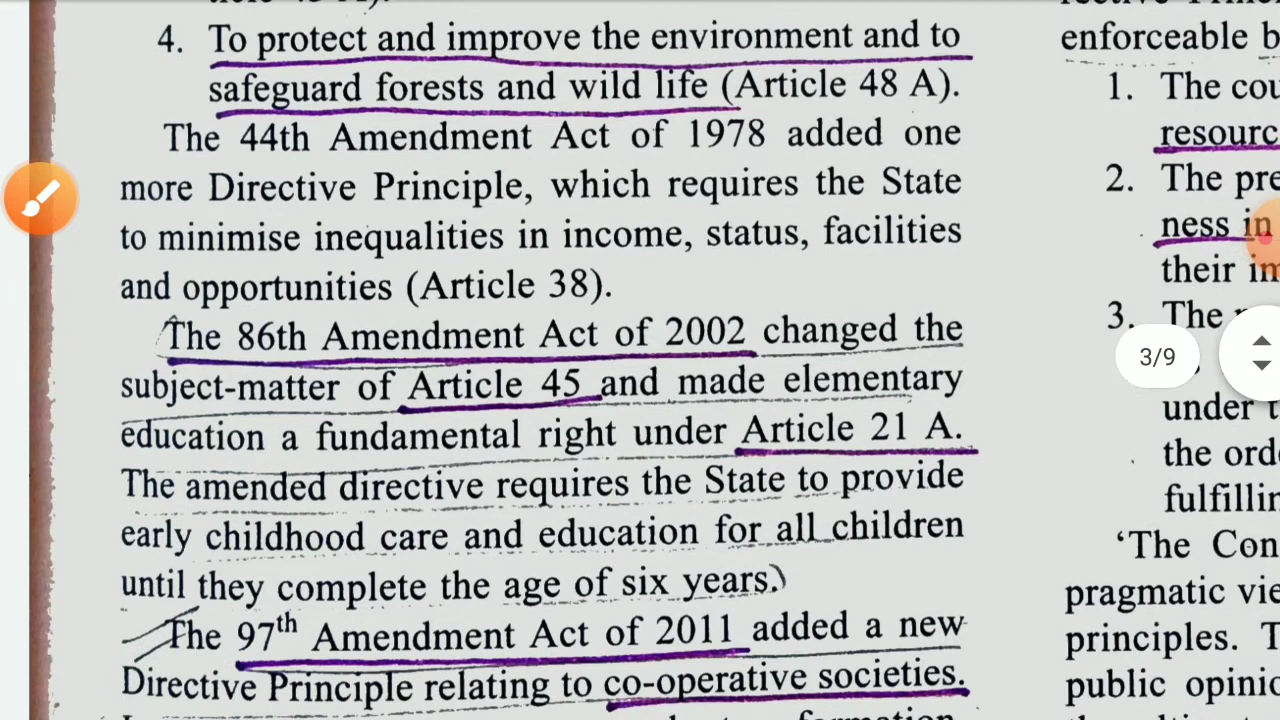 4. To protect and improve the environment and to
safeguard forests and wild life (Article 48 A).
The 44th Amendment Act of 1978 added one
more Directive Principle, which requires the State
to minimise inequalities in income, status, facilities
and opportunities (Article 38).
The 86th Amendment Act of 2002 changed the
subject-matter of Article 45 and made elementary
education a fundamental right under Article 21 A.
The amended directive requires the State to provide
early childhood care and education for all children
until they complete the age of six years.)
The 97th Amendment Act of 2011 added a new
Directive Principle relating to co-operative societies.
enforceable b
1. The cou
resourc
2. The pre
ness in
their im
3. The
3/9
under t
the ord
fulfillin
‘The Con
pragmatic vie
principles. T
public opinio